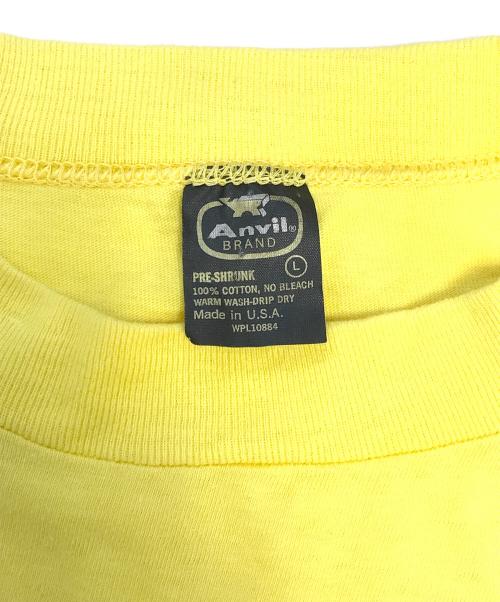 Anvil®
BRAND
PRE-SHRUNK L
100% COTTON, NO BLEACH
WARM WASH-DRIP DRY
Made in U.S.A.
WPL10884